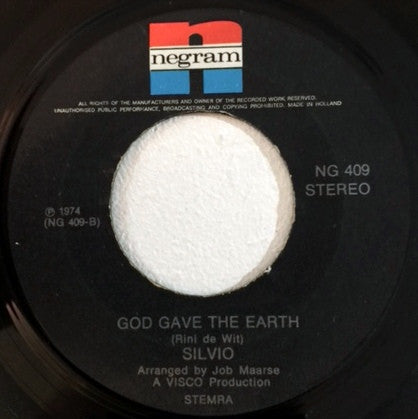 negram
ALL RIGHTS OF THE MANUFACTURERS AND OWNER OF THE RECORDED WORK RESERVED.
UNAUTHORISED PUBLIC PERFORMANCE, BROADCASTING AND COPYING PROHIBITED. MADE IN HOLLAND
NG 409
STEREO
℗ 1974
(NG 409-B)
GOD GAVE THE EARTH
(Rini de Wit)
SILVIO
Arranged by Job Maarse
A VISCO Production
STEMRA